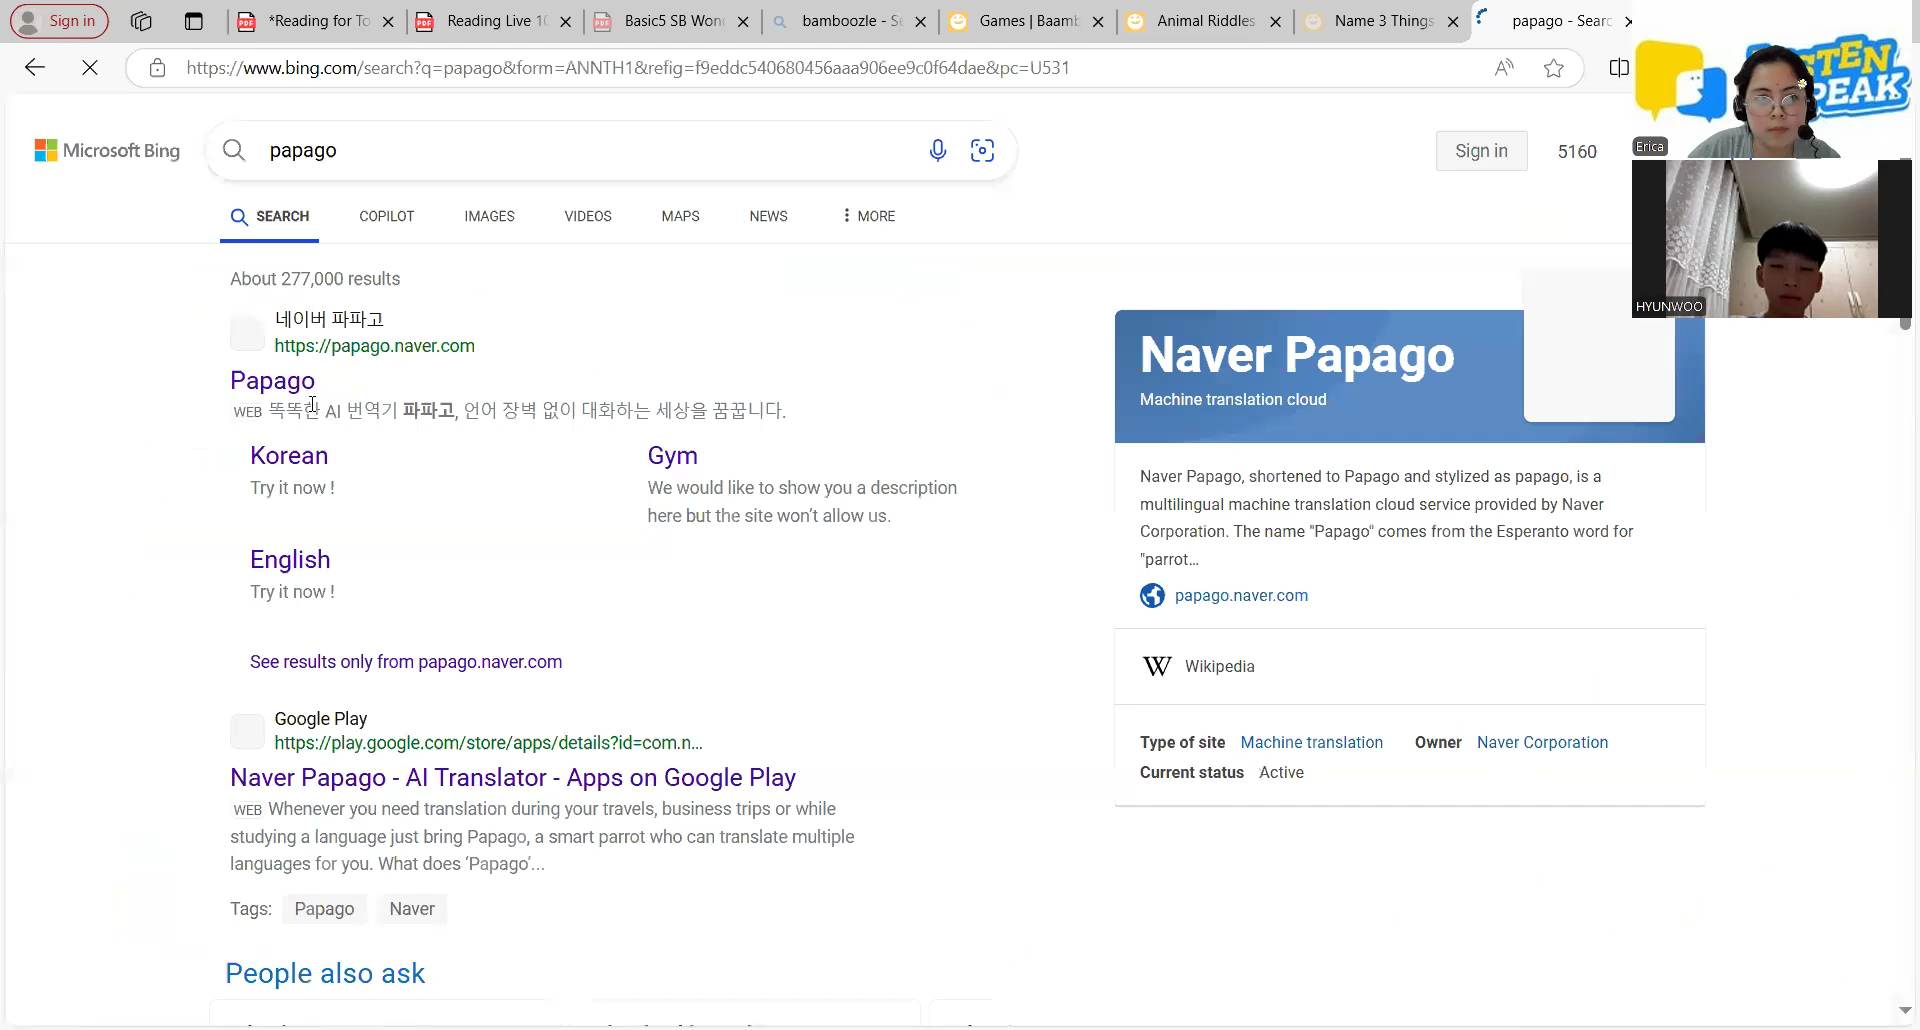 Sign in
*Reading for To
Reading Live 10
Basic5 SB Won
bamboozle - Se
Games | Baamb
Animal Riddles
Name 3 Things
papago - Searc
https://www.bing.com/search?q=papago&form=ANNTH1&refig=f9eddc540680456aaa906ee9c0f64dae&pc=U531
LISTEN
SPEAK
Erica
HYUNWOO
Microsoft Bing
papago
Sign in
5160
SEARCH
COPILOT
IMAGES
VIDEOS
MAPS
NEWS
MORE
About 277,000 results
네이버 파파고
https://papago.naver.com
Papago
WEB 똑똑한 AI 번역기 파파고, 언어 장벽 없이 대화하는 세상을 꿈꿉니다.
Korean
Try it now !
Gym
We would like to show you a description
here but the site won't allow us.
English
Try it now !
See results only from papago.naver.com
Google Play
https://play.google.com/store/apps/details?id=com.n...
Naver Papago - AI Translator - Apps on Google Play
WEB Whenever you need translation during your travels, business trips or while
studying a language just bring Papago, a smart parrot who can translate multiple
languages for you. What does 'Papago'...
Tags: Papago Naver
People also ask
Naver Papago
Machine translation cloud
Naver Papago, shortened to Papago and stylized as papago, is a
multilingual machine translation cloud service provided by Naver
Corporation. The name "Papago" comes from the Esperanto word for
"parrot...
papago.naver.com
W Wikipedia
Type of site Machine translation Owner Naver Corporation
Current status Active